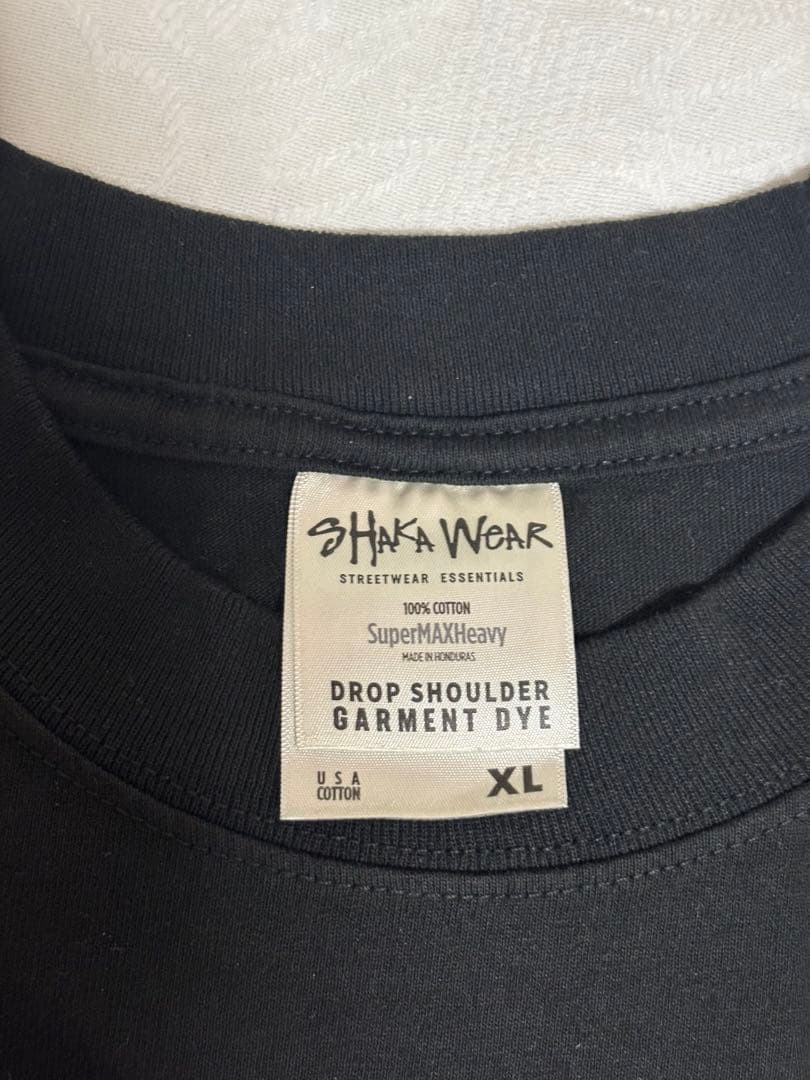 SHAKA WEAR
STREETWEAR ESSENTIALS
100% COTTON
SuperMAXHeavy
MADE IN HONDURAS
DROP SHOULDER
GARMENT DYE
USA
COTTON
XL